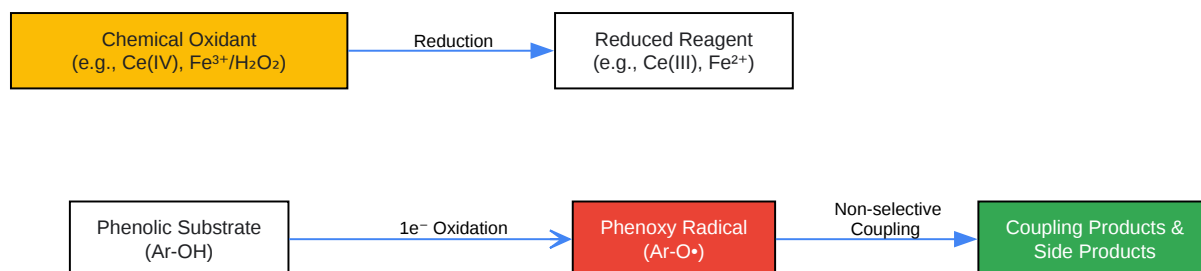 Chemical Oxidant
(e.g., Ce(IV), Fe³⁺/H₂O₂)
Reduction
Reduced Reagent
(e.g., Ce(III), Fe²⁺)
Phenolic Substrate
(Ar-OH)
1e⁻ Oxidation
Phenoxy Radical
(Ar-O•)
Non-selective
Coupling
Coupling Products &
Side Products